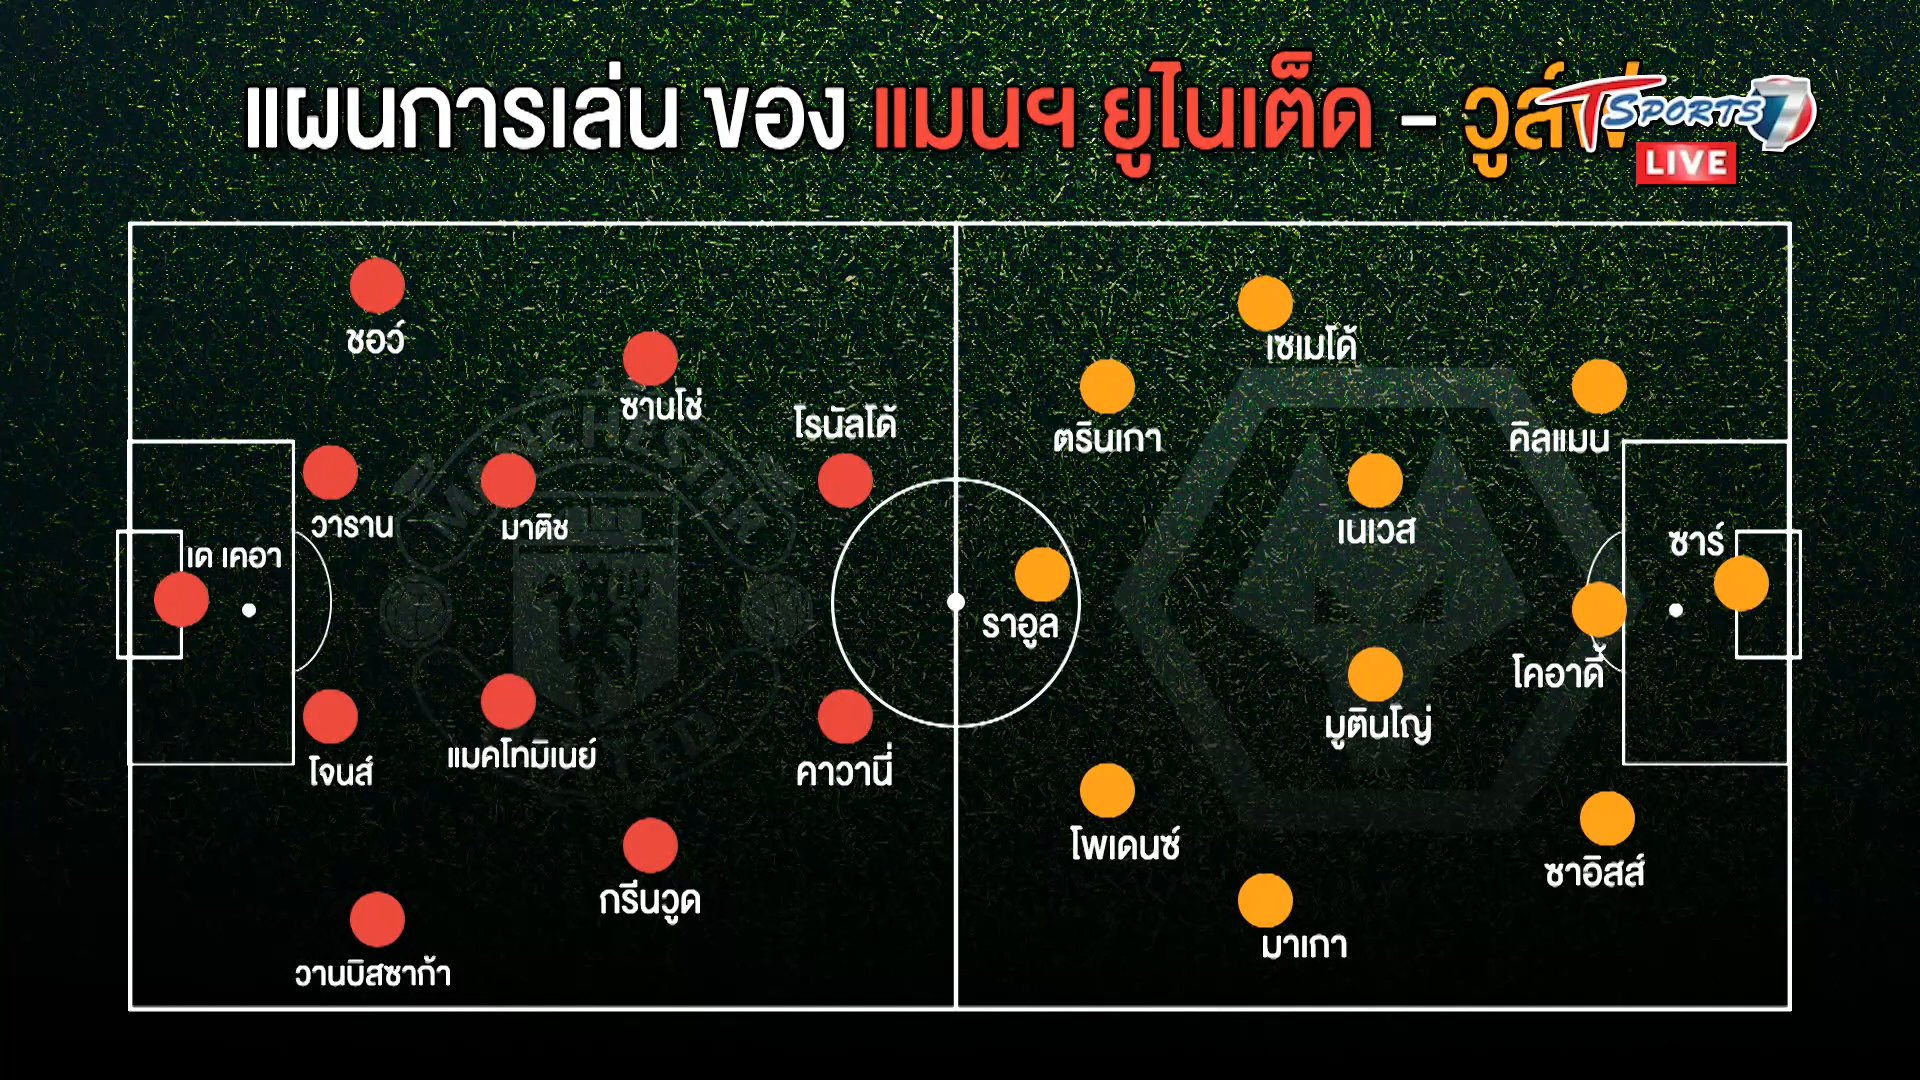 แผนการเล่น ของ แมนฯ ยูไนเต็ด - วูล์ฟ
T SPORTS 7
LIVE
ชอว์
เซเมโด้
ซานโช่
โรนัลโด้
ตรินเกา
คิลแมน
วาราน
มาติช
เนเวส
ซาร์
เด เคอา
ราอูล
โคอาดี้
มูตินโญ่
โจนส์
แมคโทมิเนย์
คาวานี่
โพเดนซ์
ซาอิสส์
กรีนวูด
มาเกา
วานบิสซาก้า
MANCHESTER
UNITED